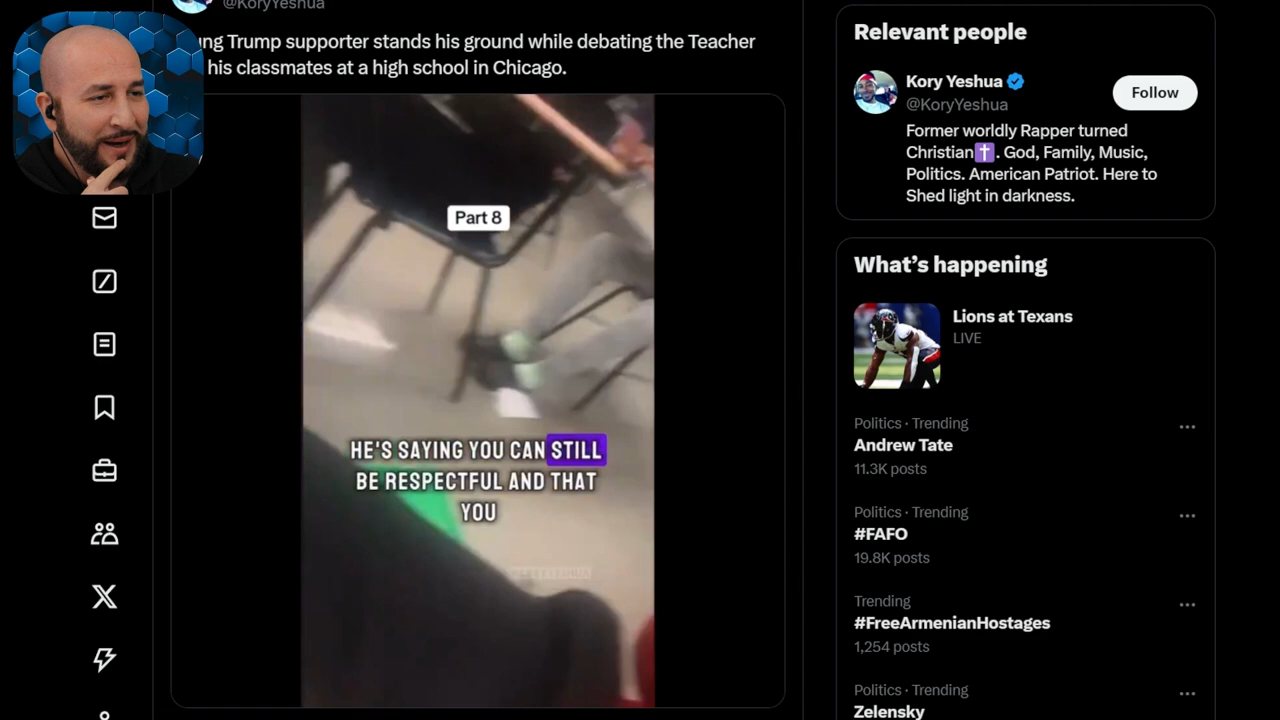 @KoryYeshua
ng Trump supporter stands his ground while debating the Teacher
his classmates at a high school in Chicago.
Part 8
HE'S SAYING YOU CAN STILL
BE RESPECTFUL AND THAT
YOU
Relevant people
Kory Yeshua
@KoryYeshua
Follow
Former worldly Rapper turned
Christian✝️. God, Family, Music,
Politics. American Patriot. Here to
Shed light in darkness.
What's happening
Lions at Texans
LIVE
Politics · Trending
Andrew Tate
11.3K posts
Politics · Trending
#FAFO
19.8K posts
Trending
#FreeArmenianHostages
1,254 posts
Politics · Trending
Zelensky